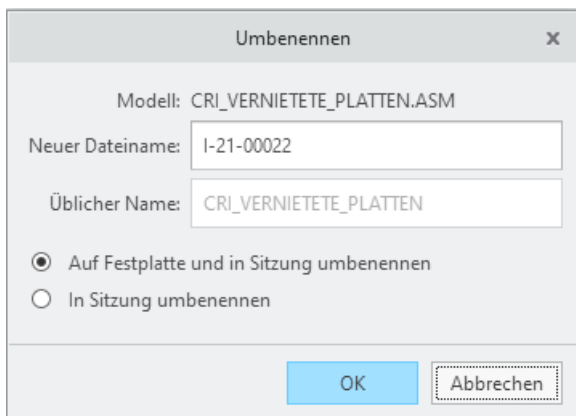 Umbenennen
Modell: CRI_VERNIETETE_PLATTEN.ASM
Neuer Dateiname: I-21-00022
Üblicher Name: CRI_VERNIETETE_PLATTEN
Auf Festplatte und in Sitzung umbenennen
In Sitzung umbenennen
OK Abbrechen